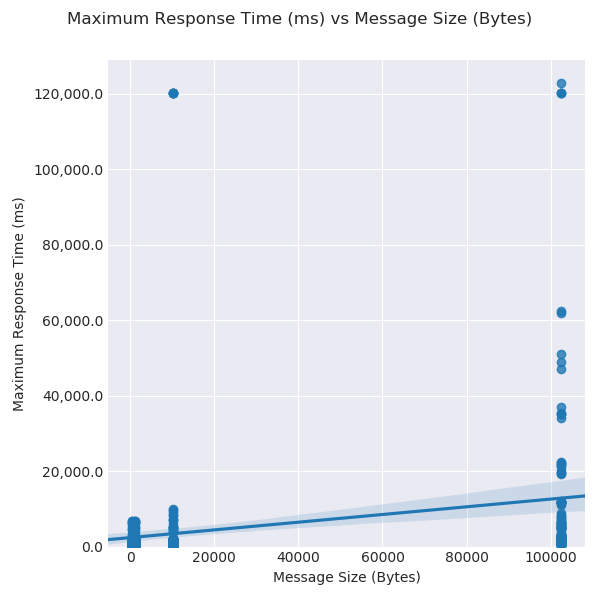 Maximum Response Time (ms) vs Message Size (Bytes)
Maximum Response Time (ms)
120,000.0
100,000.0
80,000.0
60,000.0
40,000.0
20,000.0
0.0
0 20000 40000 60000 80000 100000
Message Size (Bytes)